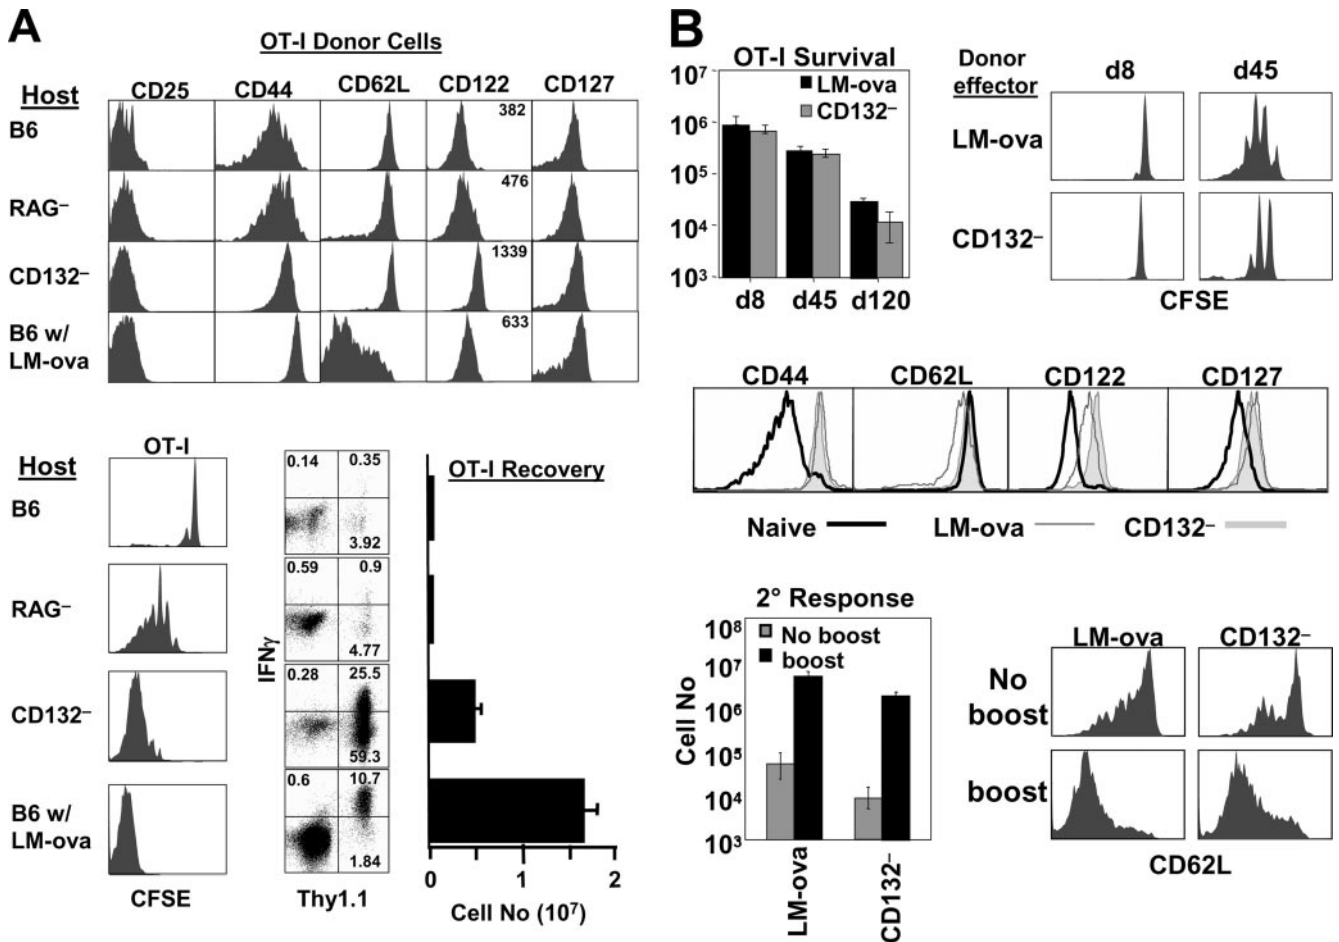 A
OT-I Donor Cells
Host
CD25 CD44 CD62L CD122 CD127
B6
382
RAG⁻
476
CD132⁻
1339
B6 w/
LM-ova
633
Host
OT-I
OT-I Recovery
B6
0.14 0.35
3.92
RAG⁻
0.59 0.9
4.77
IFNγ
CD132⁻
0.28 25.5
59.3
B6 w/
LM-ova
0.6 10.7
1.84
0 1 2
CFSE
Thy1.1
Cell No (10⁷)
B
OT-I Survival
10⁷
10⁶
10⁵
10⁴
10³
LM-ova
CD132⁻
d8 d45 d120
Donor
effector
d8 d45
LM-ova
CD132⁻
CFSE
CD44 CD62L CD122 CD127
Naive LM-ova CD132⁻
2° Response
Cell No
10⁸
10⁷
10⁶
10⁵
10⁴
10³
No boost
boost
LM-ova
CD132⁻
LM-ova CD132⁻
No
boost
boost
CD62L